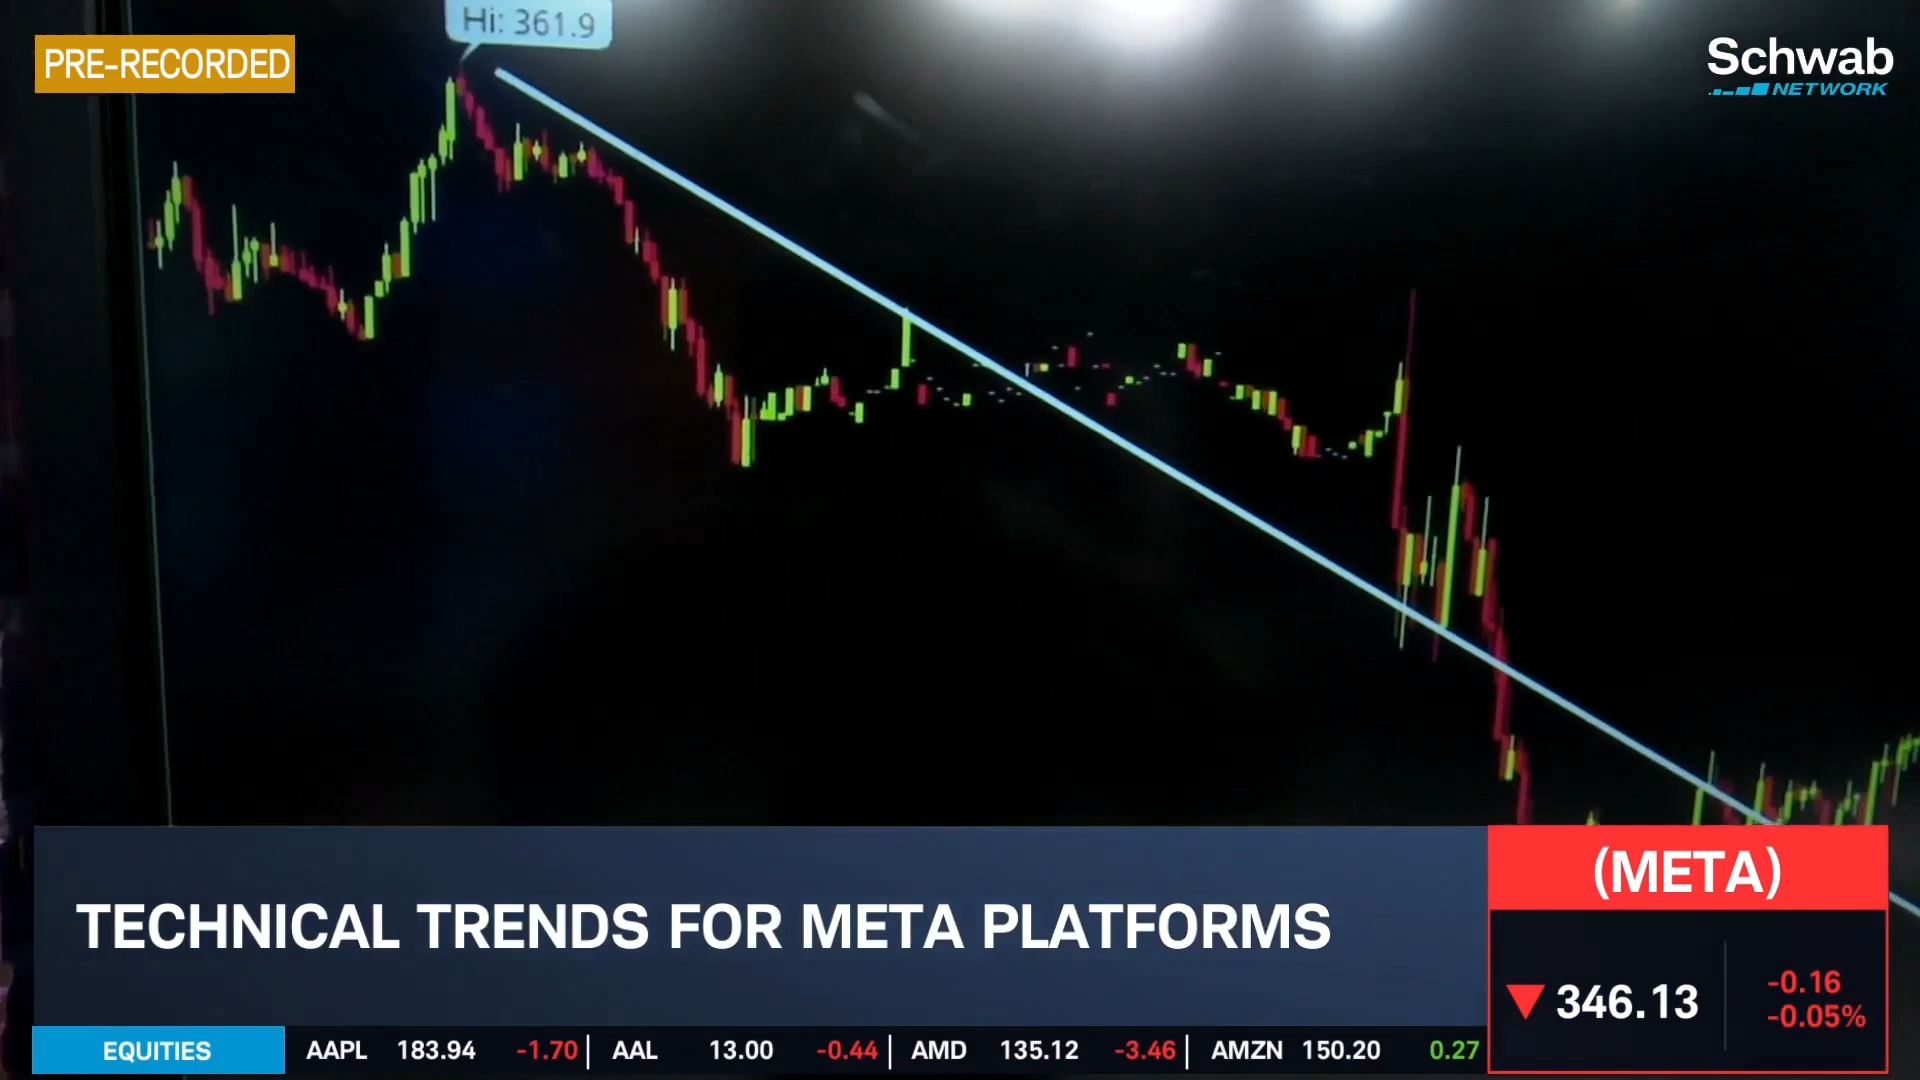 Hi: 361.9
PRE-RECORDED
Schwab
NETWORK
(META)
TECHNICAL TRENDS FOR META PLATFORMS
346.13
-0.16
-0.05%
EQUITIES
AAPL 183.94 -1.70 AAL 13.00 -0.44 AMD 135.12 -3.46 AMZN 150.20 0.27